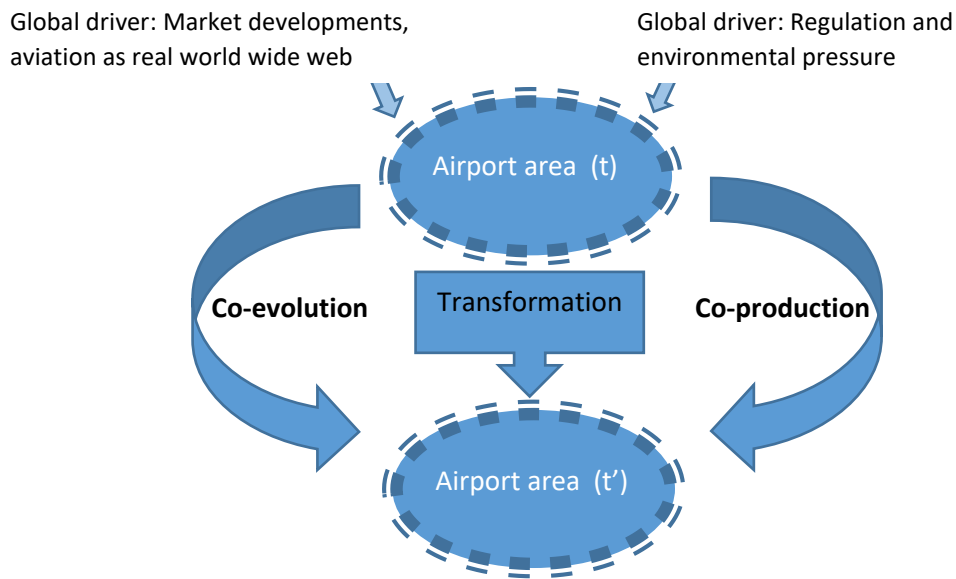 Global driver: Market developments,
aviation as real world wide web
Global driver: Regulation and
environmental pressure
Airport area  (t)
Co-evolution
Transformation
Co-production
Airport area  (t’)